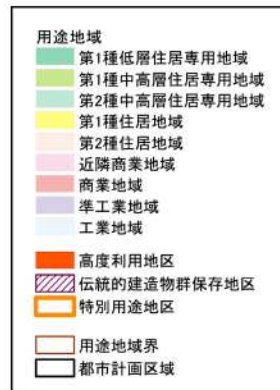 用途地域
第1種低層住居専用地域
第1種中高層住居専用地域
第2種中高層住居専用地域
第1種住居地域
第2種住居地域
近隣商業地域
商業地域
準工業地域
工業地域
高度利用地区
伝統的建造物群保存地区
特別用途地区
用途地域界
都市計画区域